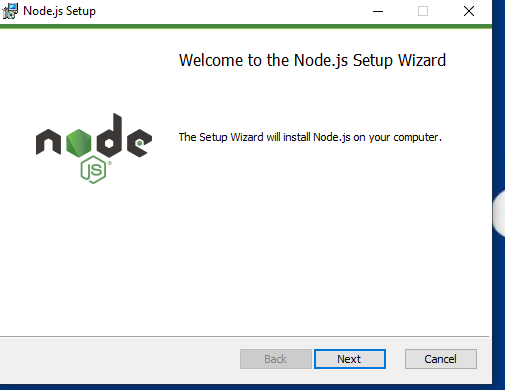 Node.js Setup
Welcome to the Node.js Setup Wizard
The Setup Wizard will install Node.js on your computer.
node
JS
Back
Next
Cancel